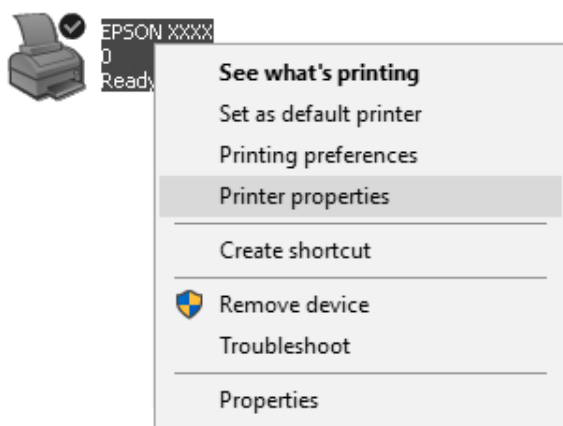 EPSON XXXX
0
Ready
See what's printing
Set as default printer
Printing preferences
Printer properties
Create shortcut
Remove device
Troubleshoot
Properties